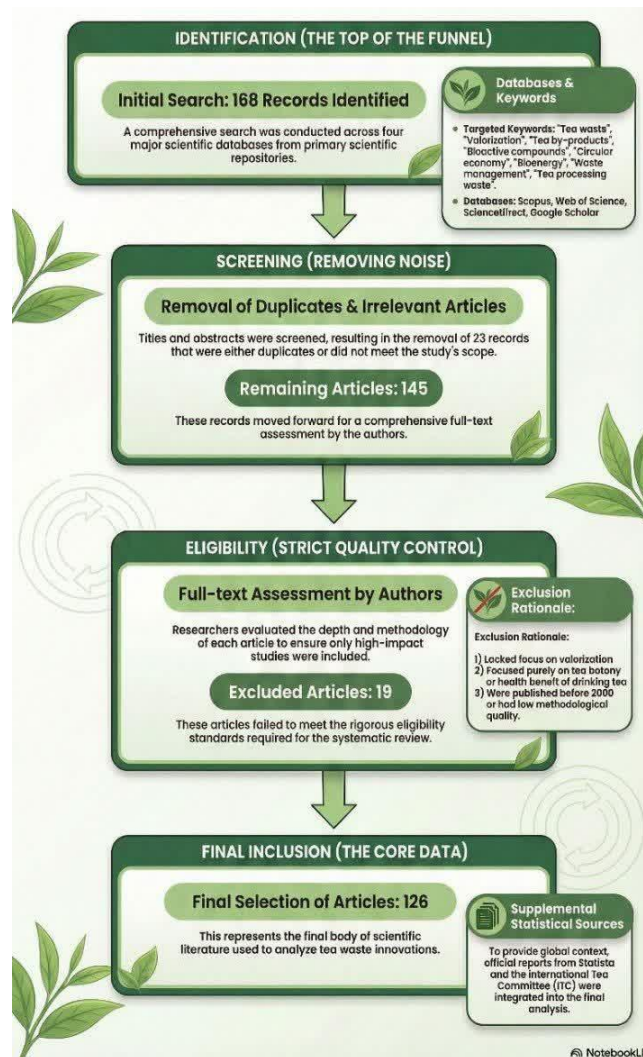 IDENTIFICATION (THE TOP OF THE FUNNEL)
Initial Search: 168 Records Identified
A comprehensive search was conducted across four
major scientific databases from primary scientific
repositories.
Databases &
Keywords
• Targeted Keywords: "Tea wasts",
"Valorization", "Tea by-products",
"Bloactive compounds", "Circular
economy", "Bioenergy", "Waste
management", "Tea processing
waste".
• Databases: Scopus, Web of Science,
Sciencetlrect, Google Scholar
SCREENING (REMOVING NOISE)
Removal of Duplicates & Irrelevant Articles
Titles and abstracts were screened, resulting in the removal of 23 records
that were either duplicates or did not meet the study's scope.
Remaining Articles: 145
These records moved forward for a comprehensive full-text
assessment by the authors.
ELIGIBILITY (STRICT QUALITY CONTROL)
Full-text Assessment by Authors
Researchers evaluated the depth and methodology
of each article to ensure only high-impact
studies were included.
Excluded Articles: 19
These articles failed to meet the rigorous eligibility
standards required for the systematic review.
Exclusion
Rationale:
Exclusion Rationale:
1) Lacked focus on valorization
2) Focused purely on tea botony
or health benefet of drinking tea
3) Were published before 2000
or had low methodological
quality.
FINAL INCLUSION (THE CORE DATA)
Final Selection of Articles: 126
This represents the final body of scientific
literature used to analyze tea waste innovations.
Supplemental
Statistical Sources
To provide global context,
official reports from Statista
and the international Tea
Committee (ITC) were
integrated into the final
analysis.